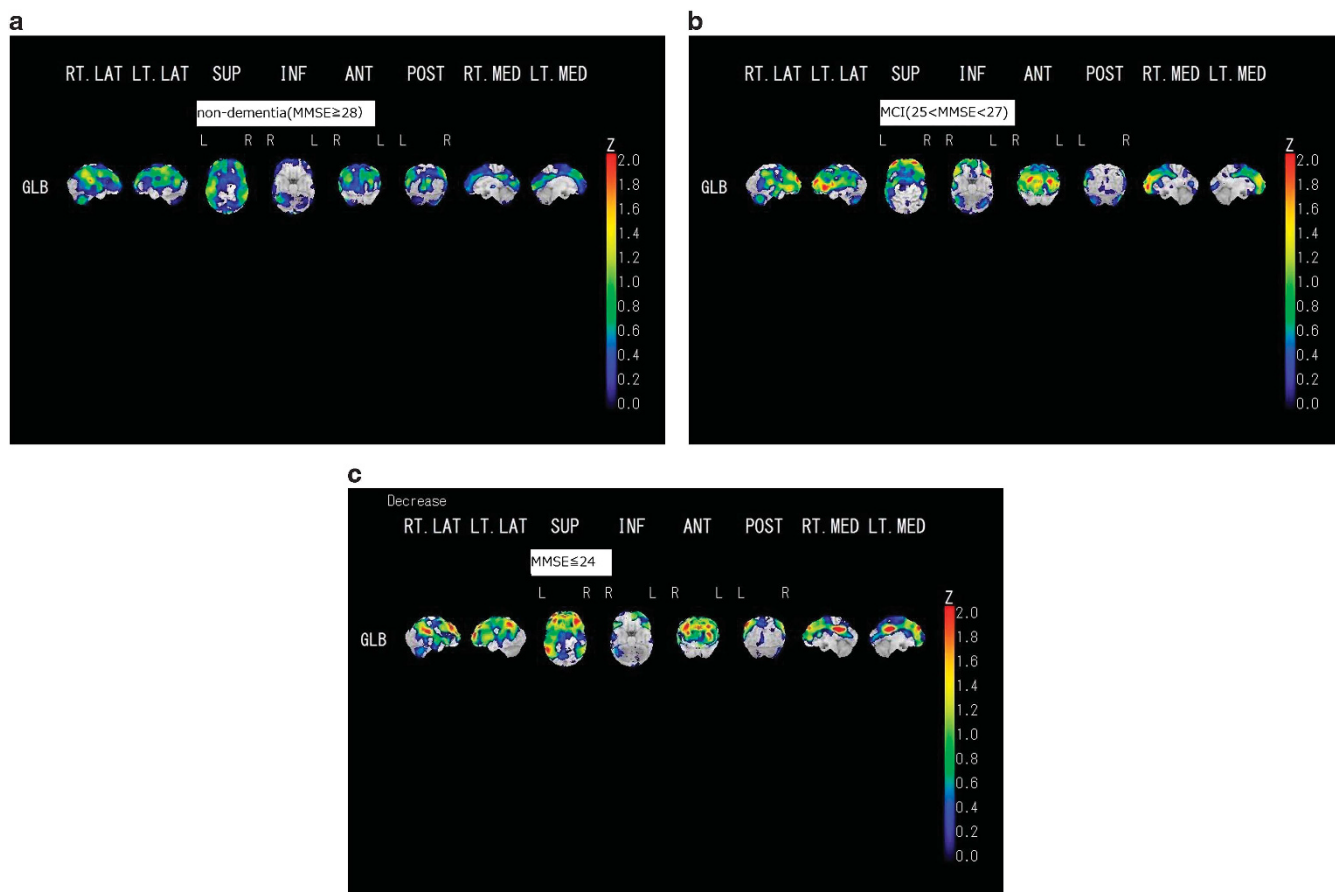 a
RT. LAT LT. LAT SUP INF ANT POST RT. MED LT. MED
non-dementia(MMSE≧28)
L R R L R L L R
Z
GLB
2.0
1.8
1.6
1.4
1.2
1.0
0.8
0.6
0.4
0.2
0.0
b
RT. LAT LT. LAT SUP INF ANT POST RT. MED LT. MED
MCI(25<MMSE<27)
L R R L R L L R
Z
GLB
2.0
1.8
1.6
1.4
1.2
1.0
0.8
0.6
0.4
0.2
0.0
c
Decrease
RT. LAT LT. LAT SUP INF ANT POST RT. MED LT. MED
MMSE≦24
L R R L R L L R
Z
GLB
2.0
1.8
1.6
1.4
1.2
1.0
0.8
0.6
0.4
0.2
0.0